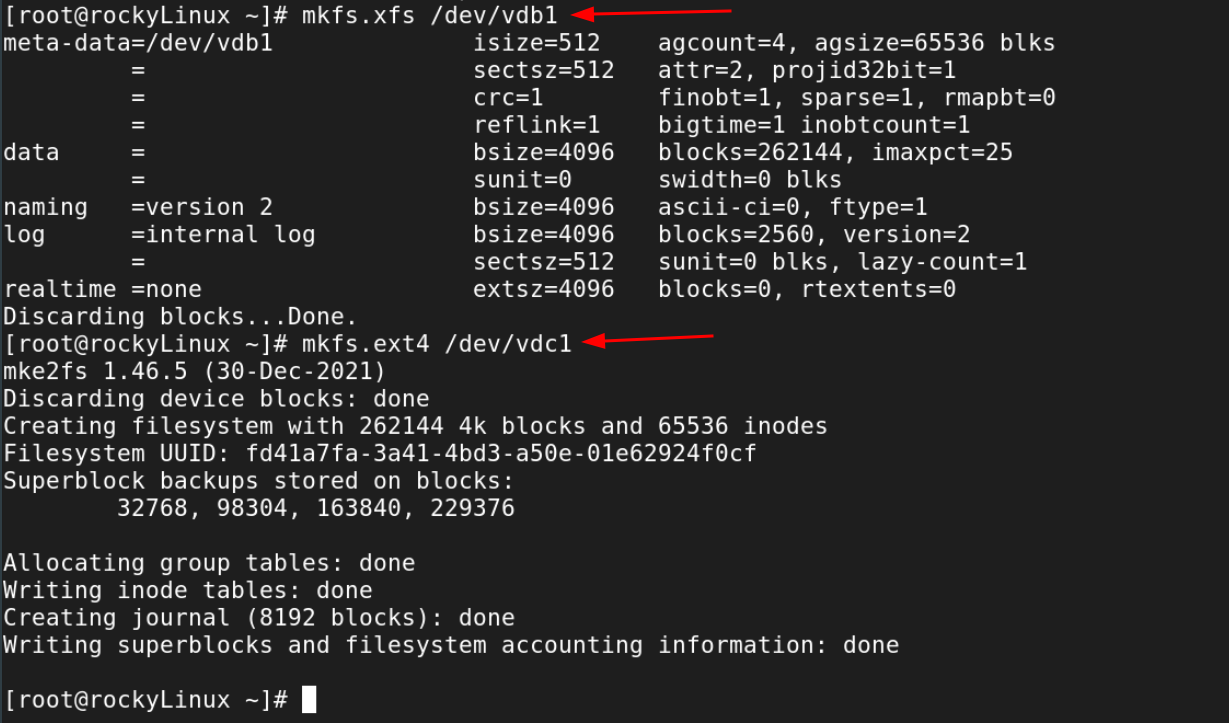 [root@rockyLinux ~]# mkfs.xfs /dev/vdb1
meta-data=/dev/vdb1              isize=512    agcount=4, agsize=65536 blks
         =                       sectsz=512   attr=2, projid32bit=1
         =                       crc=1        finobt=1, sparse=1, rmapbt=0
         =                       reflink=1    bigtime=1 inobtcount=1
data     =                       bsize=4096   blocks=262144, imaxpct=25
         =                       sunit=0      swidth=0 blks
naming   =version 2              bsize=4096   ascii-ci=0, ftype=1
log      =internal log           bsize=4096   blocks=2560, version=2
         =                       sectsz=512   sunit=0 blks, lazy-count=1
realtime =none                   extsz=4096   blocks=0, rtextents=0
Discarding blocks...Done.
[root@rockyLinux ~]# mkfs.ext4 /dev/vdc1
mke2fs 1.46.5 (30-Dec-2021)
Discarding device blocks: done
Creating filesystem with 262144 4k blocks and 65536 inodes
Filesystem UUID: fd41a7fa-3a41-4bd3-a50e-01e62924f0cf
Superblock backups stored on blocks:
        32768, 98304, 163840, 229376

Allocating group tables: done
Writing inode tables: done
Creating journal (8192 blocks): done
Writing superblocks and filesystem accounting information: done

[root@rockyLinux ~]#